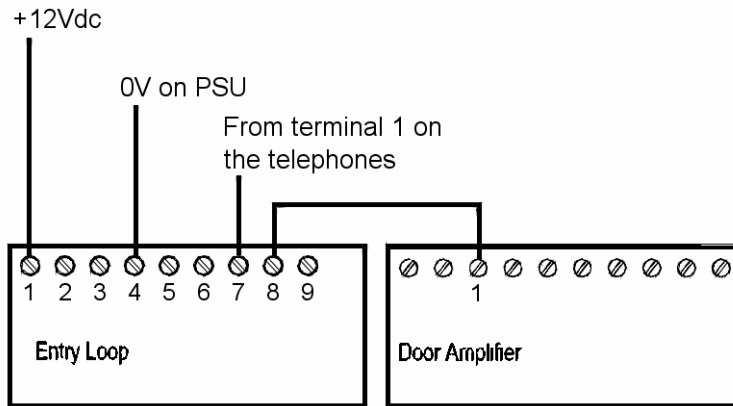 +12Vdc
0V on PSU
From terminal 1 on
the telephones
1 2 3 4 5 6 7 8 9
1
Entry Loop
Door Amplifier